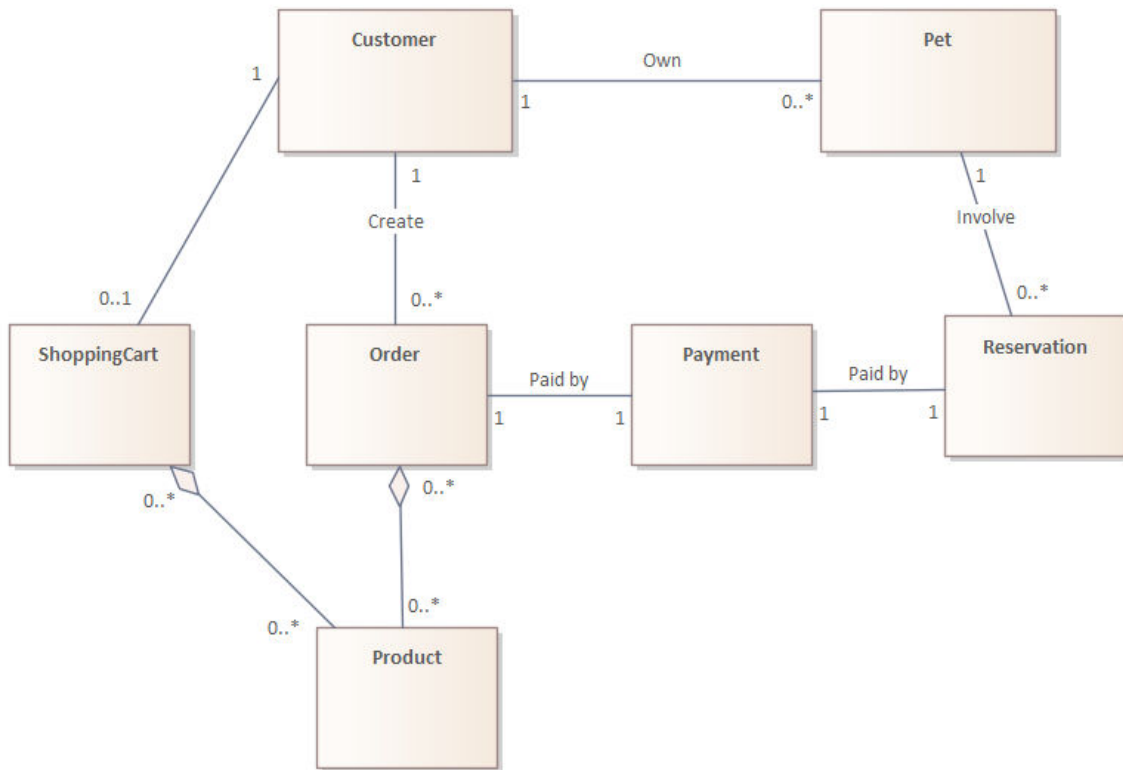 Customer
Pet
Own
1
1
0..*
1
1
Create
Involve
0..1
0..*
0..*
ShoppingCart
Order
Payment
Reservation
Paid by
Paid by
1
1
1
1
0..*
0..*
0..*
0..*
Product